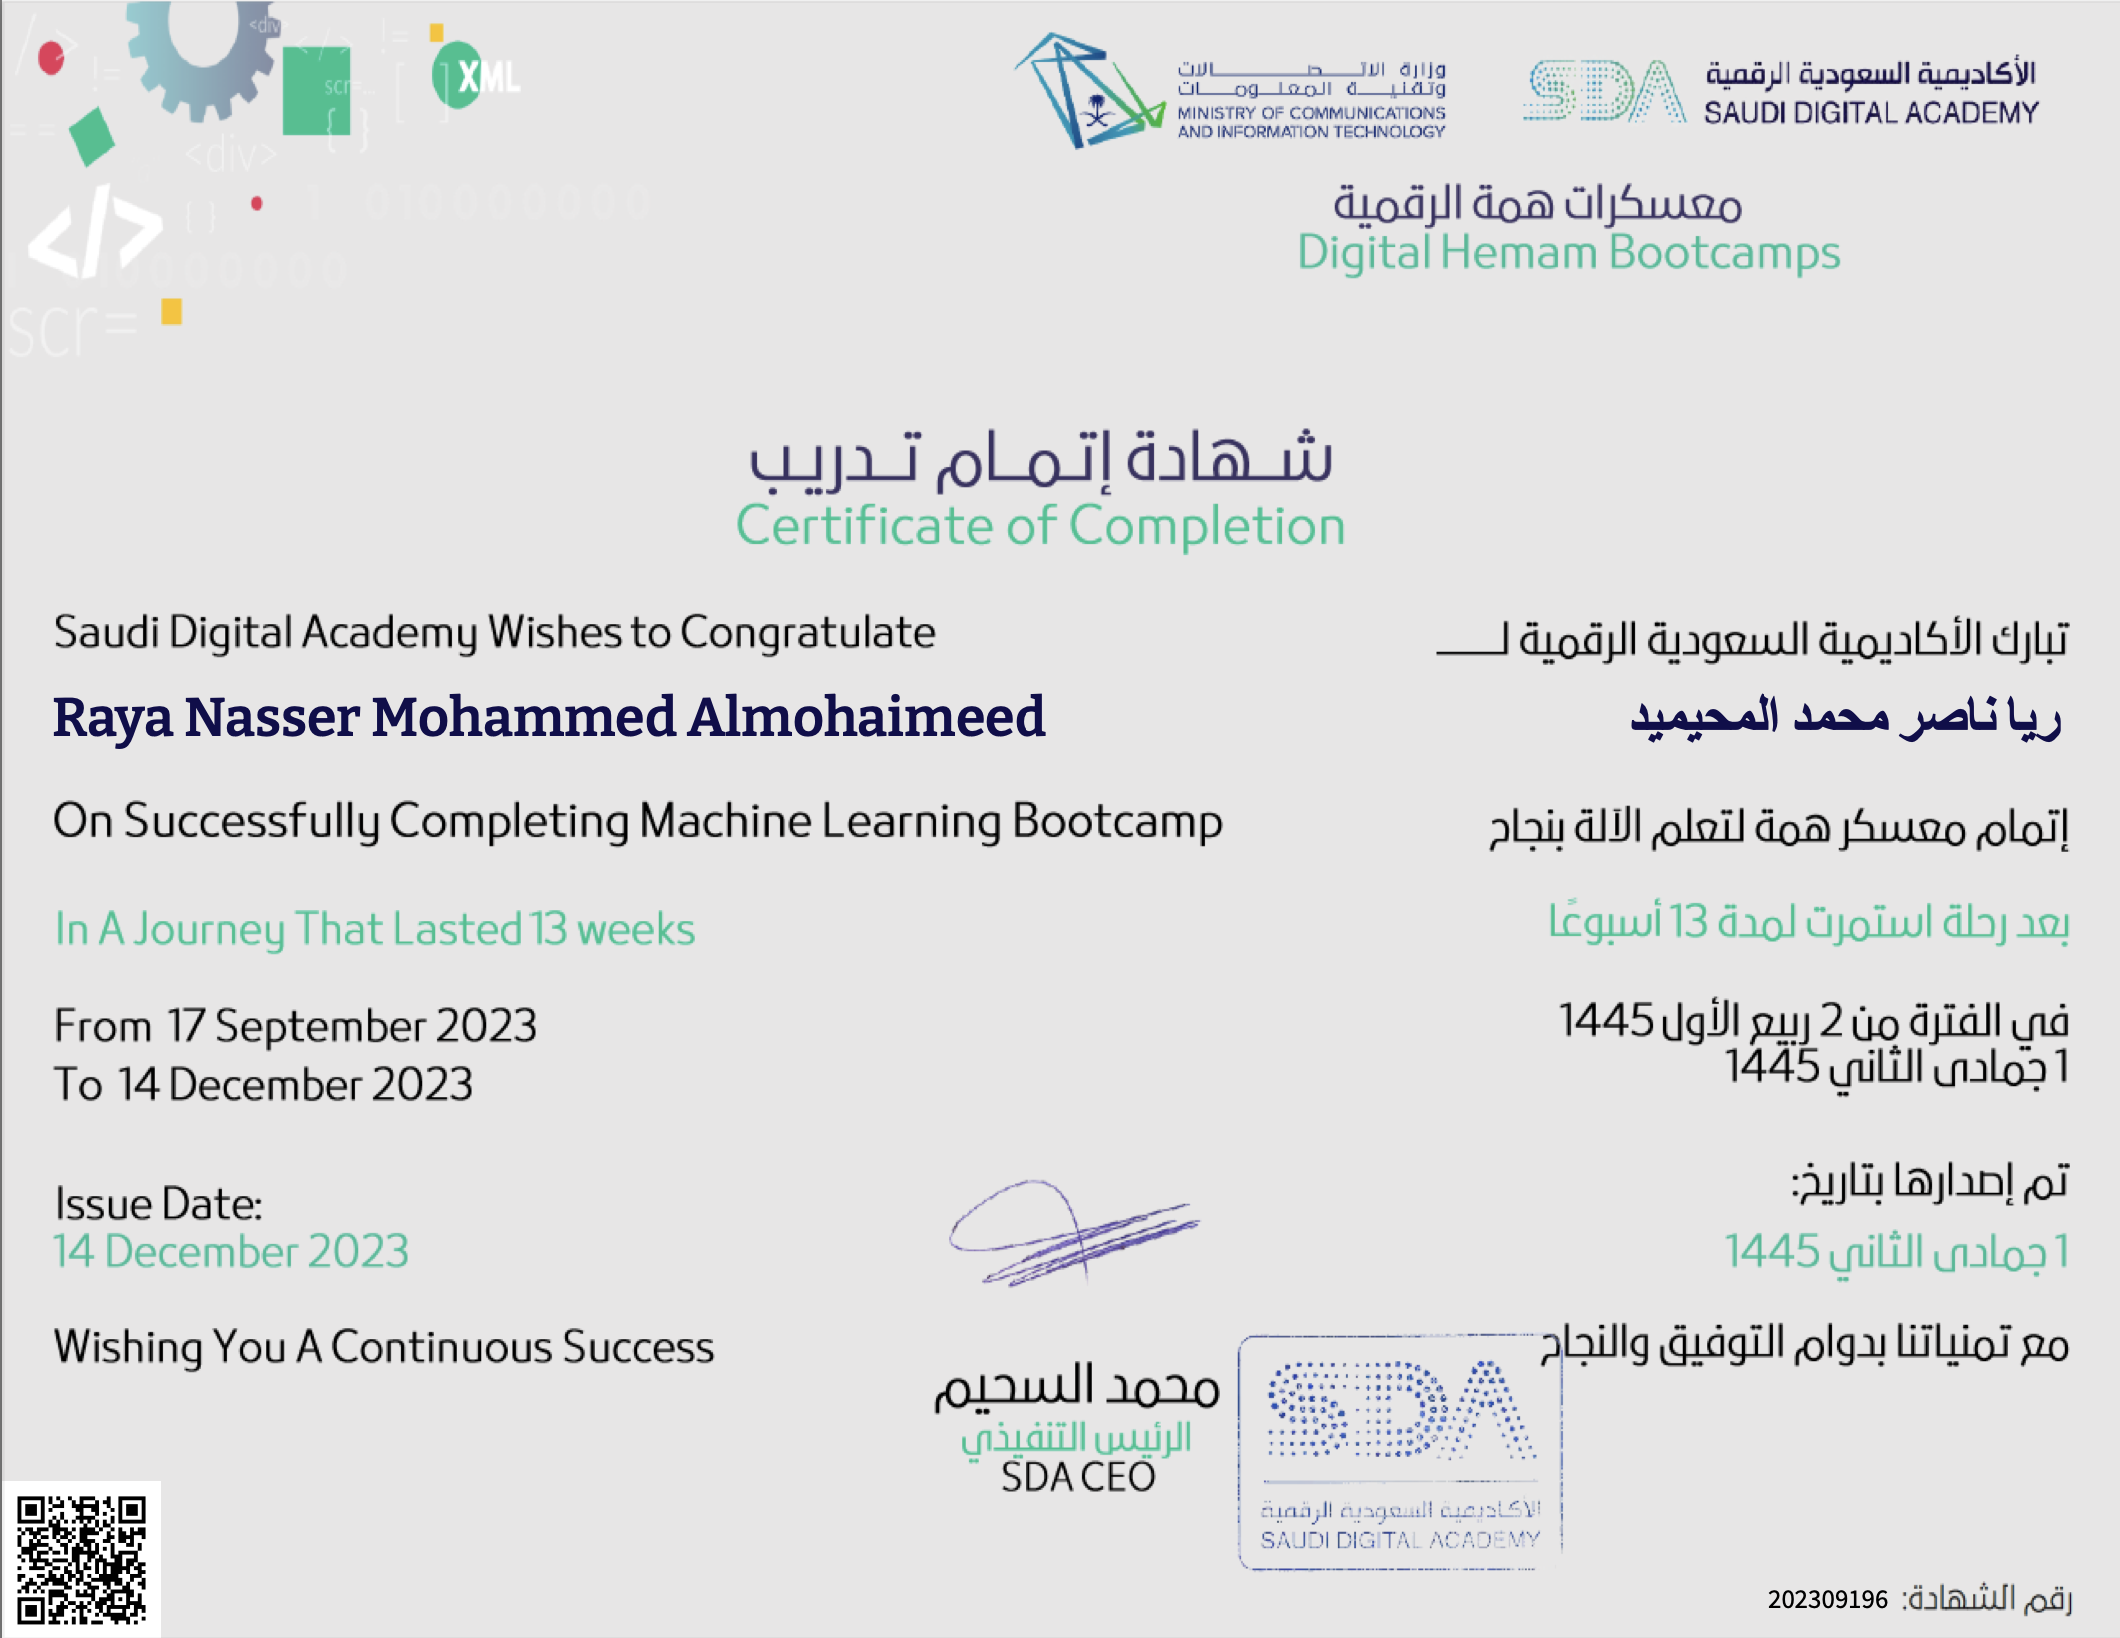 />
!=
<div>
</>
!=
scr=...
[ ]
XML
{ }
==
<div>
</>
{ }
1 010000000
scr=
وزارة الاتصالات
وتقنية المعلومات
MINISTRY OF COMMUNICATIONS
AND INFORMATION TECHNOLOGY
SDA
الأكاديمية السعودية الرقمية
SAUDI DIGITAL ACADEMY
معسكرات همة الرقمية
Digital Hemam Bootcamps
شهادة إتمام تدريب
Certificate of Completion
Saudi Digital Academy Wishes to Congratulate
تبارك الأكاديمية السعودية الرقمية لـ
Raya Nasser Mohammed Almohaimeed
ريا ناصر محمد المحيميد
On Successfully Completing Machine Learning Bootcamp
إتمام معسكر همة لتعلم الآلة بنجاح
In A Journey That Lasted 13 weeks
بعد رحلة استمرت لمدة 13 أسبوعًا
From 17 September 2023
To 14 December 2023
في الفترة من 2 ربيع الأول 1445
1 جمادى الثاني 1445
Issue Date:
14 December 2023
تم إصدارها بتاريخ:
1 جمادى الثاني 1445
Wishing You A Continuous Success
مع تمنياتنا بدوام التوفيق والنجاح
محمد السحيم
الرئيس التنفيذي
SDA CEO
SDA
الأكاديمية السعودية الرقمية
SAUDI DIGITAL ACADEMY
رقم الشهادة: 202309196